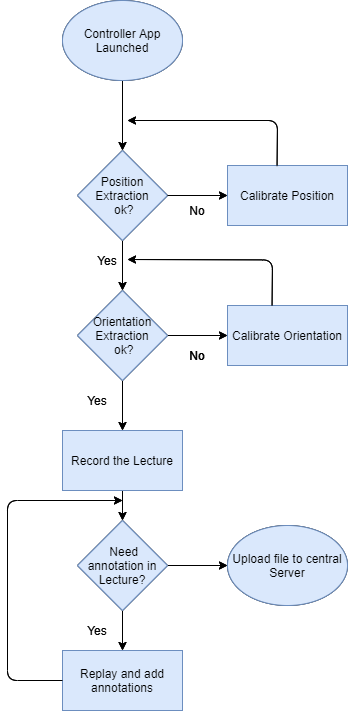 Controller App
Launched
Position
Extraction
ok?
No
Calibrate Position
Yes
Orientation
Extraction
ok?
No
Calibrate Orientation
Yes
Record the Lecture
Need
annotation in
Lecture?
Upload file to central
Server
Yes
Replay and add
annotations